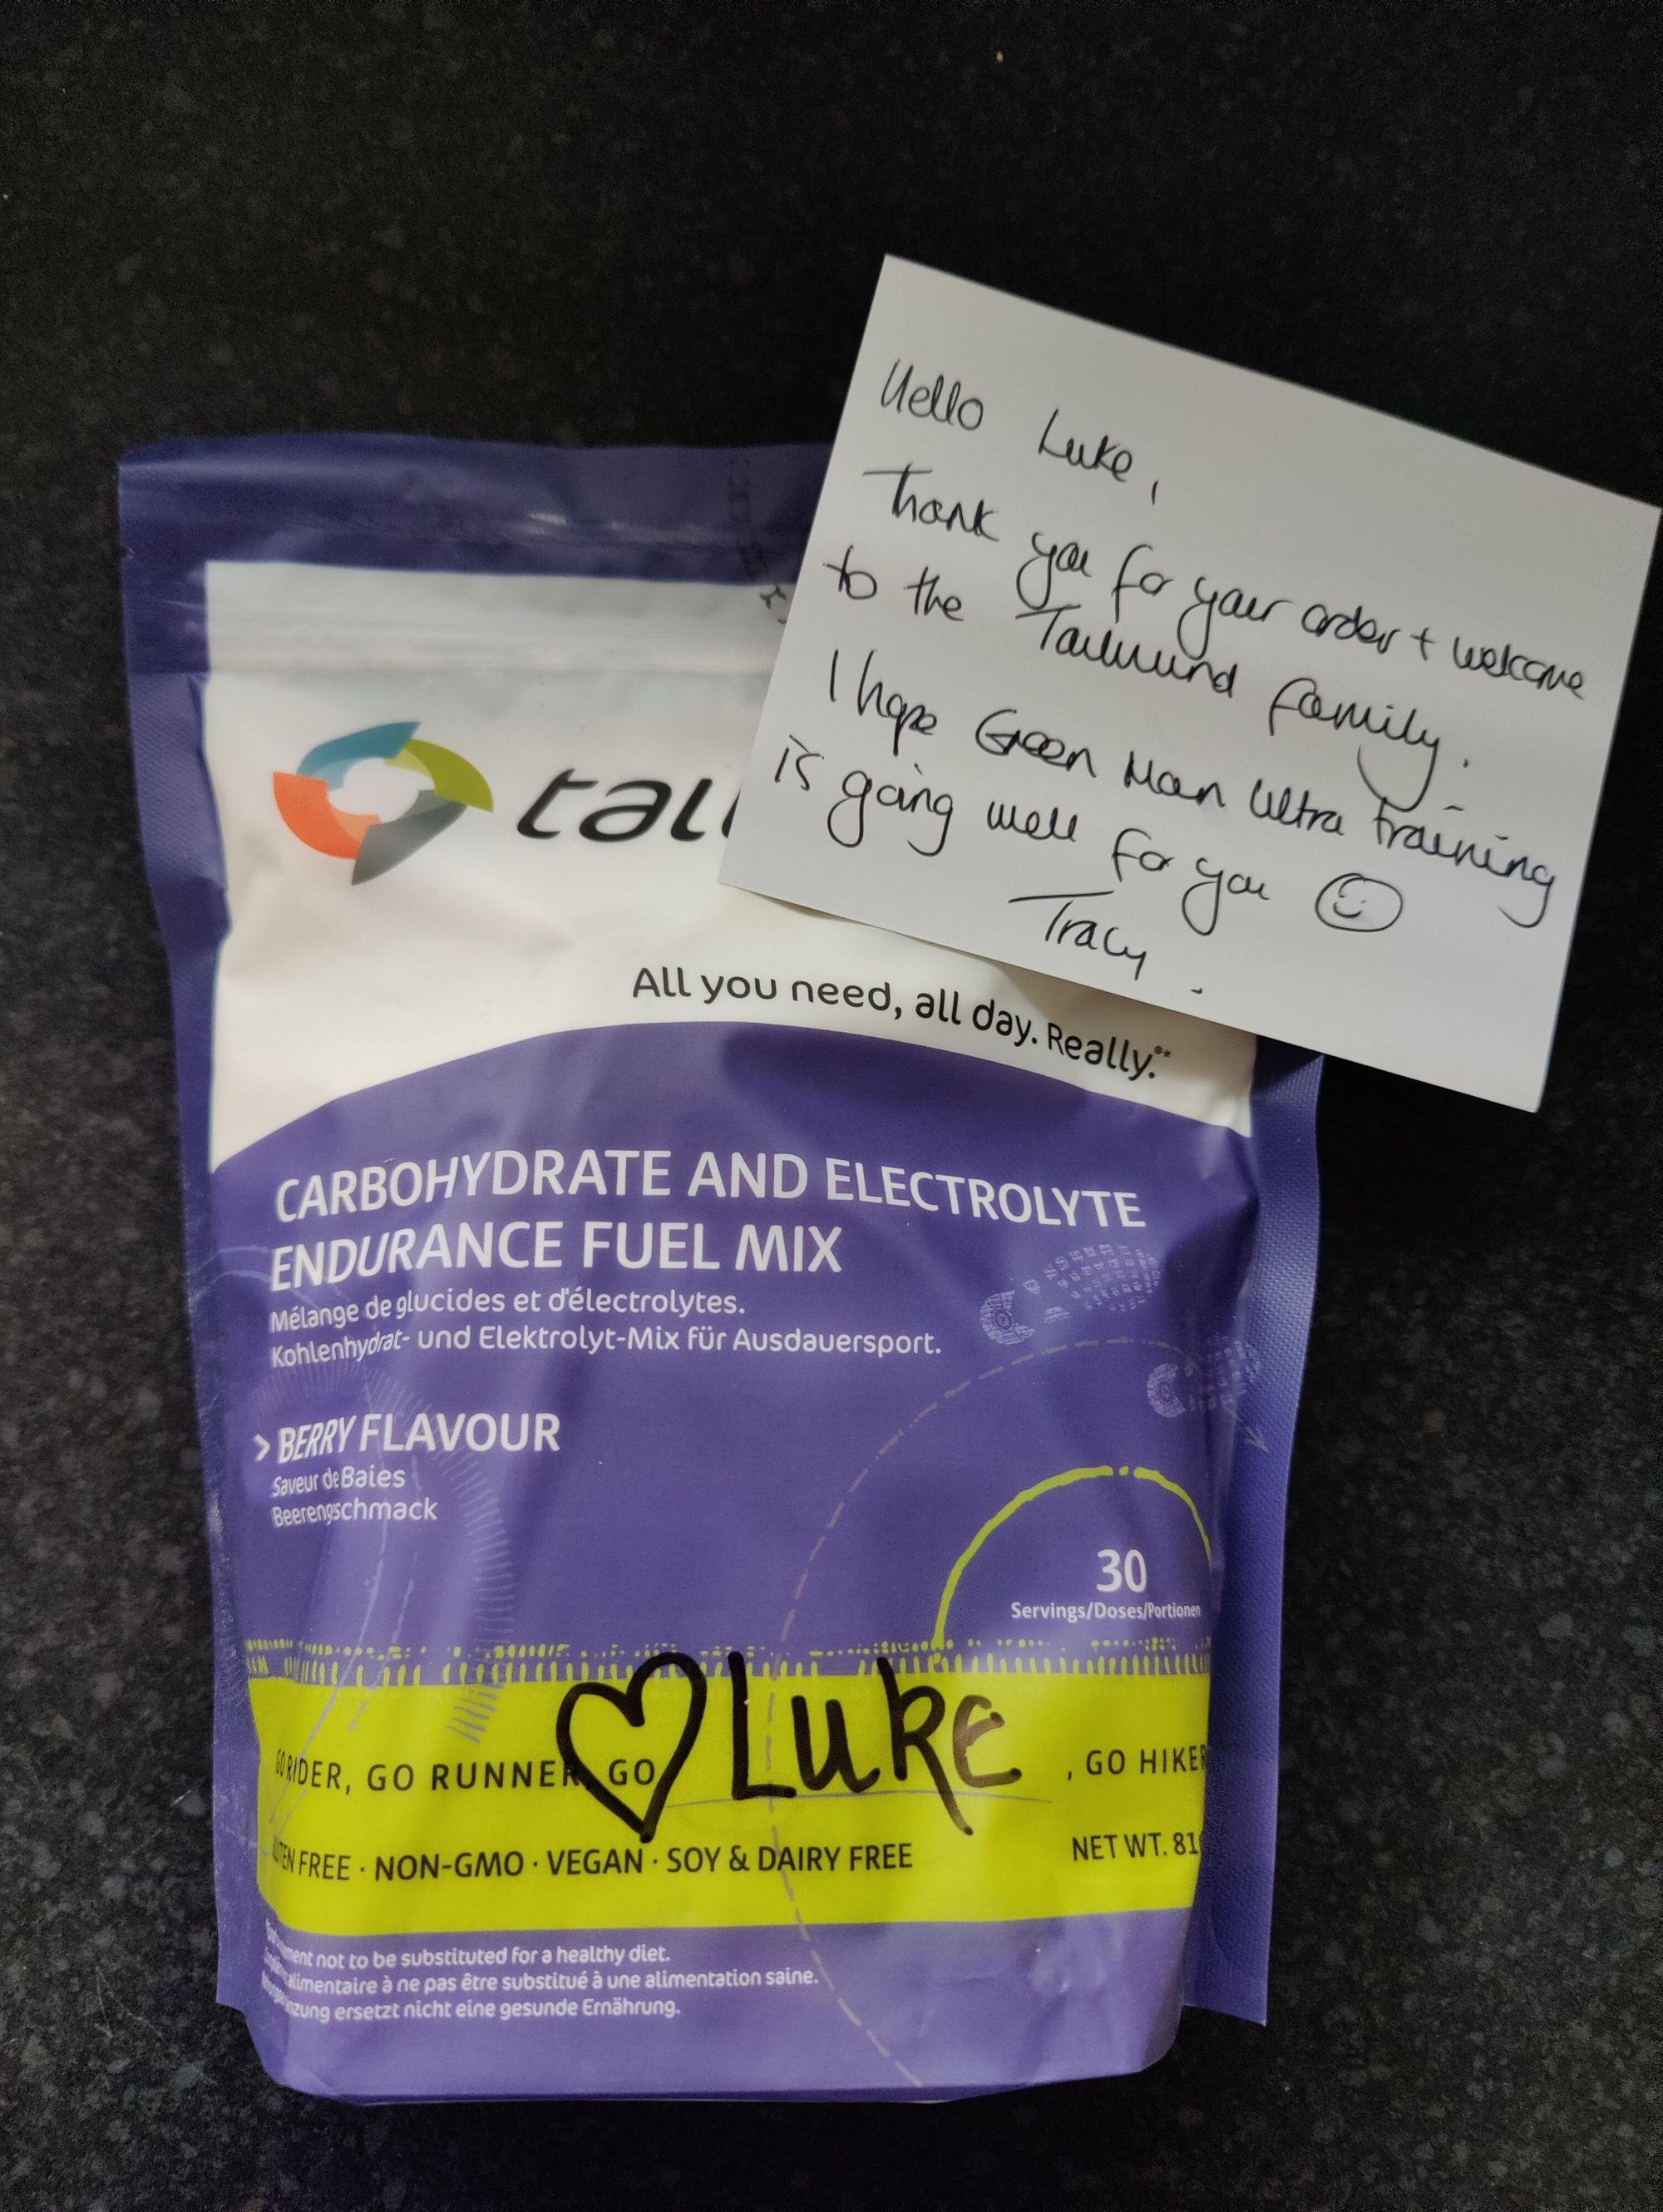 Hello Luke,
Thank you for your order + welcome
to the Tailwind family.
I hope Green Man Ultra training
is going well for you
Tracy.
tail
All you need, all day. Really.®*
CARBOHYDRATE AND ELECTROLYTE
ENDURANCE FUEL MIX
Mélange de glucides et d'électrolytes.
Kohlenhydrat- und Elektrolyt-Mix für Ausdauersport.
> BERRY FLAVOUR
Saveur de Baies
Beerengschmack
30
Servings/Doses/Portionen
GO RIDER, GO RUNNER GO ♡ Luke , GO HIKER
FREE · NON-GMO · VEGAN · SOY & DAIRY FREE
NET WT. 81
not to be substituted for a healthy diet.
alimentaire à ne pas être substitué à une alimentation saine.
ersetzt nicht eine gesunde Ernährung.